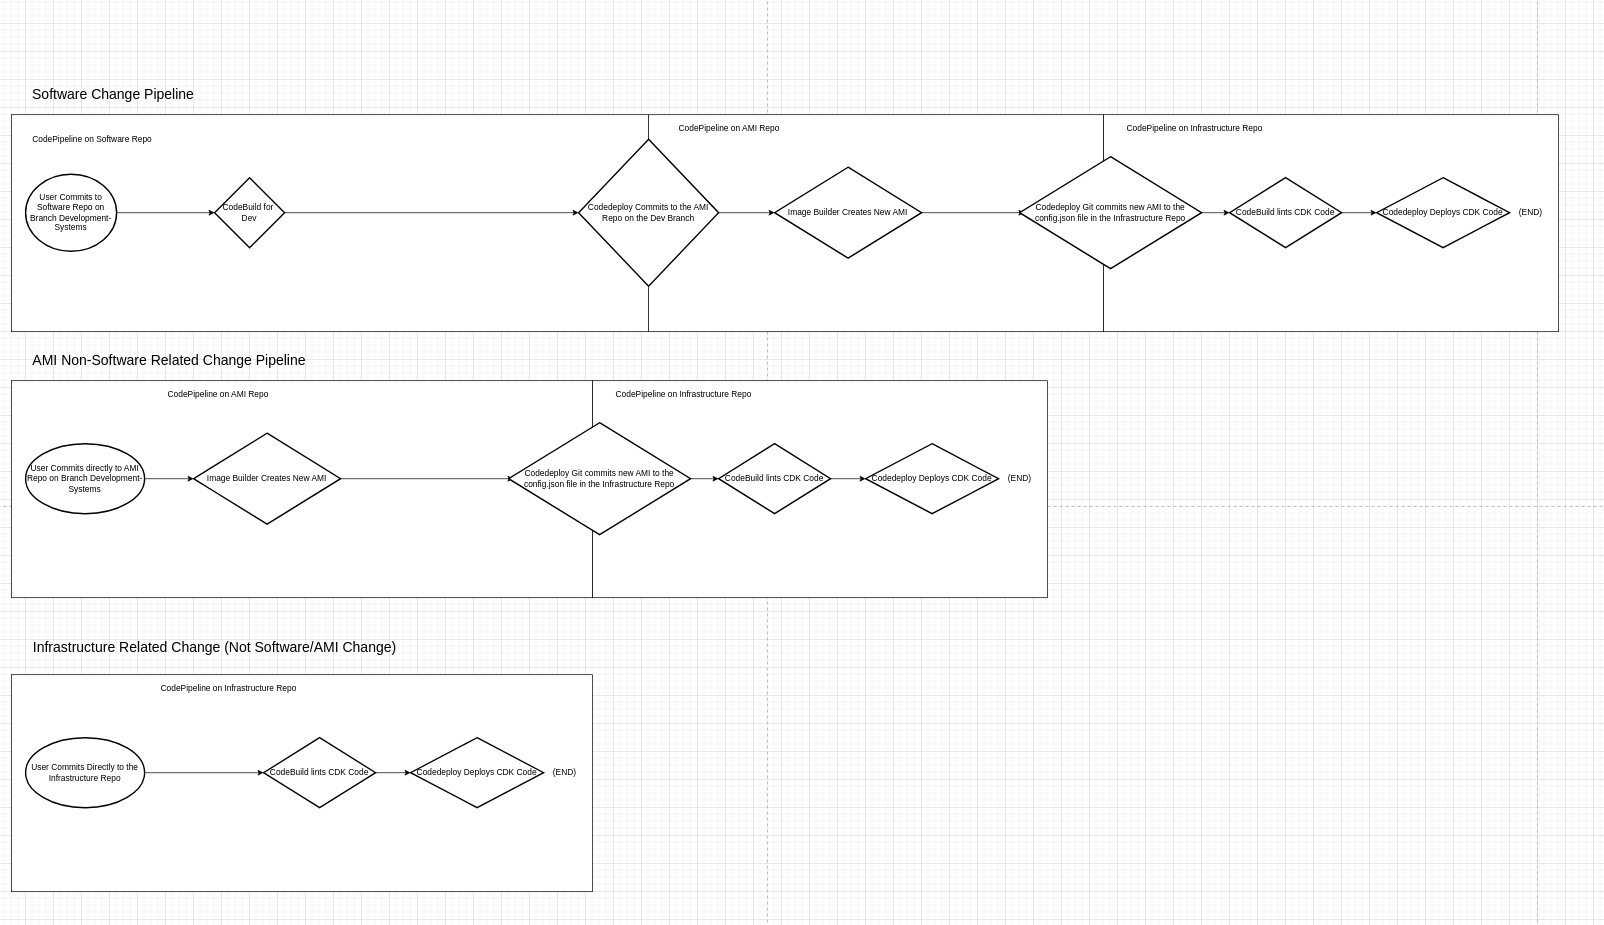 Software Change Pipeline
CodePipeline on Software Repo
CodePipeline on AMI Repo
CodePipeline on Infrastructure Repo
User Commits to
Software Repo on
Branch Development-
Systems
CodeBuild for
Dev
Codedeploy Commits to the AMI
Repo on the Dev Branch
Image Builder Creates New AMI
Codedeploy Git commits new AMI to the
config.json file in the Infrastructure Repo
CodeBuild lints CDK Code
Codedeploy Deploys CDK Code
(END)
AMI Non-Software Related Change Pipeline
CodePipeline on AMI Repo
CodePipeline on Infrastructure Repo
User Commits directly to AMI
Repo on Branch Development-
Systems
Image Builder Creates New AMI
Codedeploy Git commits new AMI to the
config.json file in the Infrastructure Repo
CodeBuild lints CDK Code
Codedeploy Deploys CDK Code
(END)
Infrastructure Related Change (Not Software/AMI Change)
CodePipeline on Infrastructure Repo
User Commits Directly to the
Infrastructure Repo
CodeBuild lints CDK Code
Codedeploy Deploys CDK Code
(END)